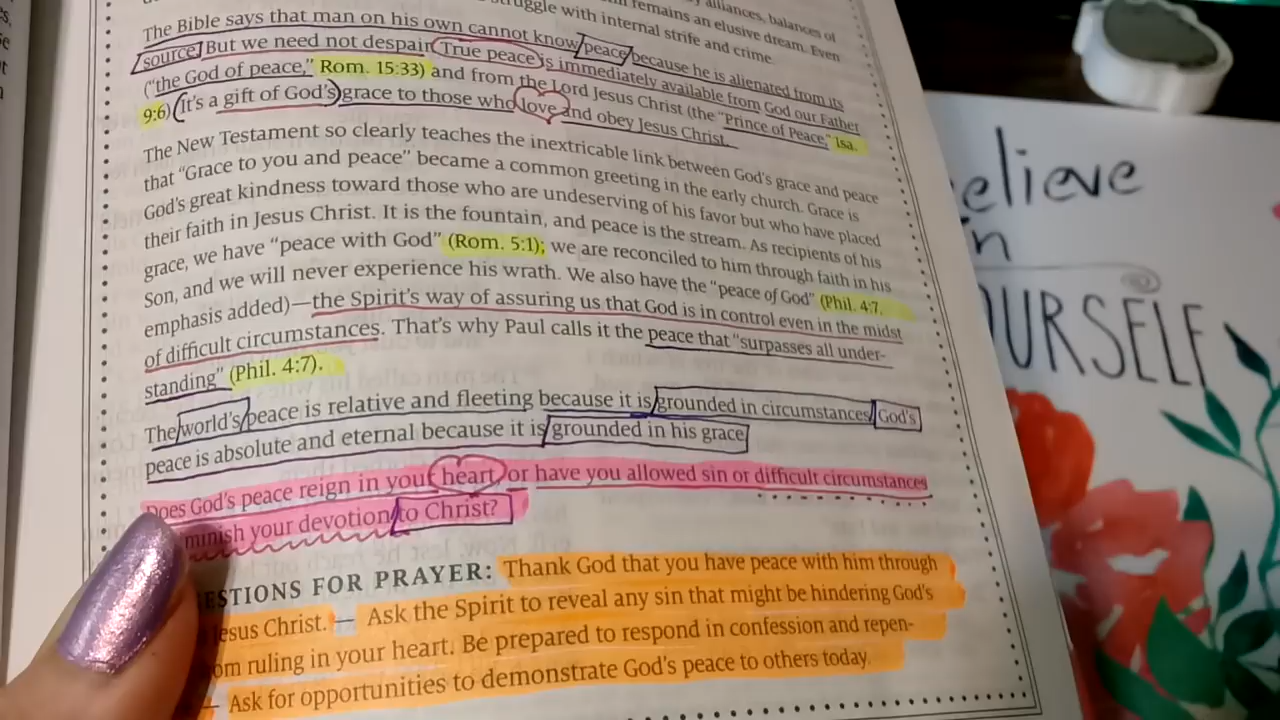 alliances, balances of
remains an elusive dream. Even
struggle with internal strife and crime.
The Bible says that man on his own cannot know peace because he is alienated from its
source. But we need not despair. True peace is immediately available from God our Father
("the God of peace," Rom. 15:33) and from the Lord Jesus Christ (the "Prince of Peace," Isa.
9:6) It's a gift of God's grace to those who love and obey Jesus Christ.
The New Testament so clearly teaches the inextricable link between God's grace and peace
that "Grace to you and peace" became a common greeting in the early church. Grace is
God's great kindness toward those who are undeserving of his favor but who have placed
their faith in Jesus Christ. It is the fountain, and peace is the stream. As recipients of his
grace, we have "peace with God" (Rom. 5:1); we are reconciled to him through faith in his
Son, and we will never experience his wrath. We also have the "peace of God" (Phil. 4:7,
emphasis added)—the Spirit's way of assuring us that God is in control even in the midst
of difficult circumstances. That's why Paul calls it the peace that "surpasses all under-
standing" (Phil. 4:7).
The world's peace is relative and fleeting because it is grounded in circumstances. God's
peace is absolute and eternal because it is grounded in his grace
Does God's peace reign in your heart, or have you allowed sin or difficult circumstances
minish your devotion to Christ?
ESTIONS FOR PRAYER: Thank God that you have peace with him through
Jesus Christ. — Ask the Spirit to reveal any sin that might be hindering God's
om ruling in your heart. Be prepared to respond in confession and repen-
— Ask for opportunities to demonstrate God's peace to others today.
elieve
n
OURSELF